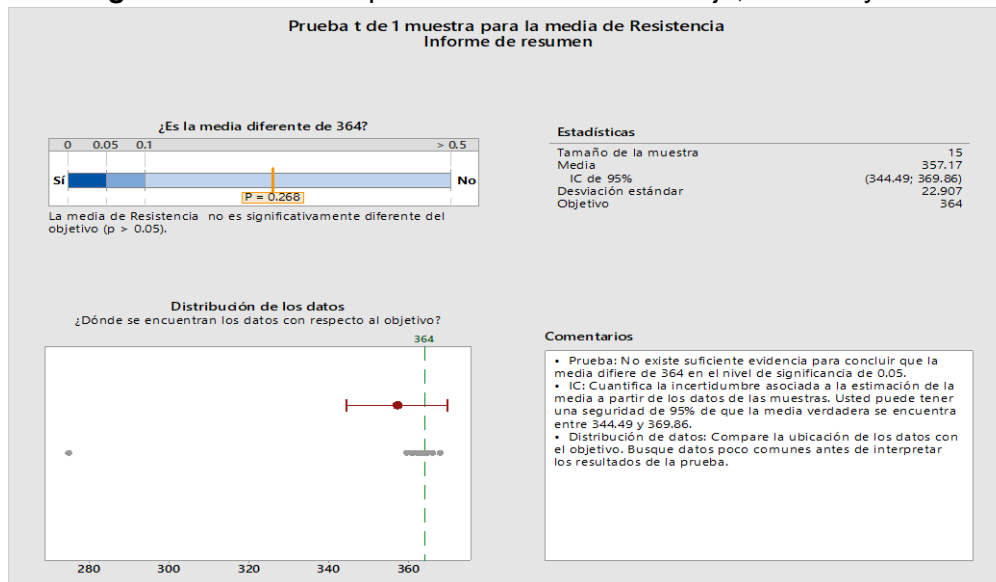 Prueba t de 1 muestra para la media de Resistencia
Informe de resumen
¿Es la media diferente de 364?
0 0.05 0.1 > 0.5
Sí No
P = 0.268
La media de Resistencia no es significativamente diferente del
objetivo (p > 0.05).
Estadísticas
Tamaño de la muestra 15
Media 357.17
IC de 95% (344.49; 369.86)
Desviación estándar 22.907
Objetivo 364
Distribución de los datos
¿Dónde se encuentran los datos con respecto al objetivo?
364
280 300 320 340 360
Comentarios
• Prueba: No existe suficiente evidencia para concluir que la
media difiere de 364 en el nivel de significancia de 0.05.
• IC: Cuantifica la incertidumbre asociada a la estimación de la
media a partir de los datos de las muestras. Usted puede tener
una seguridad de 95% de que la media verdadera se encuentra
entre 344.49 y 369.86.
• Distribución de datos: Compare la ubicación de los datos con
el objetivo. Busque datos poco comunes antes de interpretar
los resultados de la prueba.